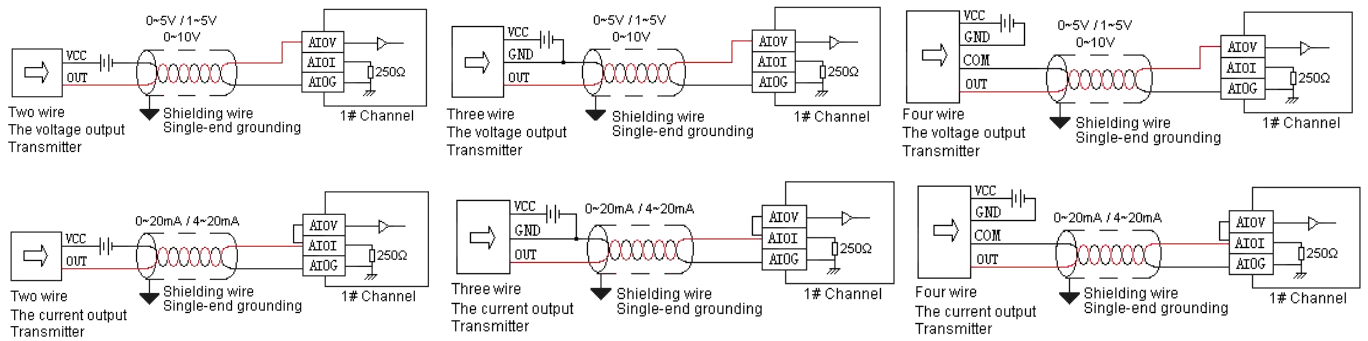 0~5V / 1~5V
0~10V
VCC
OUT
AIOV
AIOI
AIOG
250Ω
1# Channel
Shielding wire
Single-end grounding
Two wire
The voltage output
Transmitter
0~5V / 1~5V
0~10V
VCC
GND
OUT
AIOV
AIOI
AIOG
250Ω
1# Channel
Shielding wire
Single-end grounding
Three wire
The voltage output
Transmitter
0~5V / 1~5V
0~10V
VCC
GND
COM
OUT
AIOV
AIOI
AIOG
250Ω
1# Channel
Shielding wire
Single-end grounding
Four wire
The voltage output
Transmitter
0~20mA / 4~20mA
VCC
OUT
AIOV
AIOI
AIOG
250Ω
1# Channel
Shielding wire
Single-end grounding
Two wire
The current output
Transmitter
0~20mA / 4~20mA
VCC
GND
OUT
AIOV
AIOI
AIOG
250Ω
1# Channel
Shielding wire
Single-end grounding
Three wire
The current output
Transmitter
0~20mA / 4~20mA
VCC
GND
COM
OUT
AIOV
AIOI
AIOG
250Ω
1# Channel
Shielding wire
Single-end grounding
Four wire
The current output
Transmitter